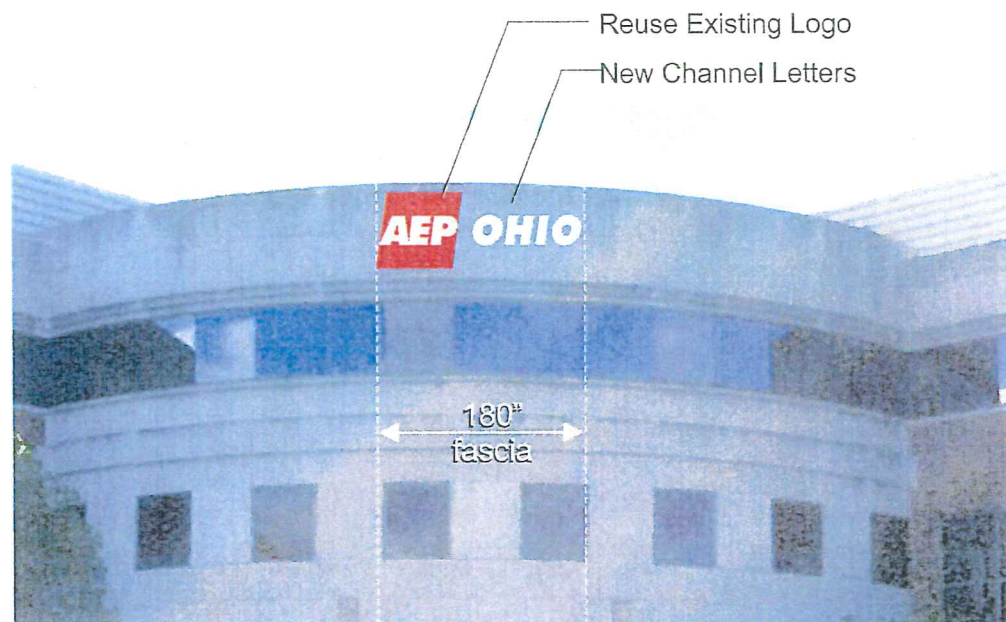 Reuse Existing Logo
New Channel Letters
AEP OHIO
180"
fascia